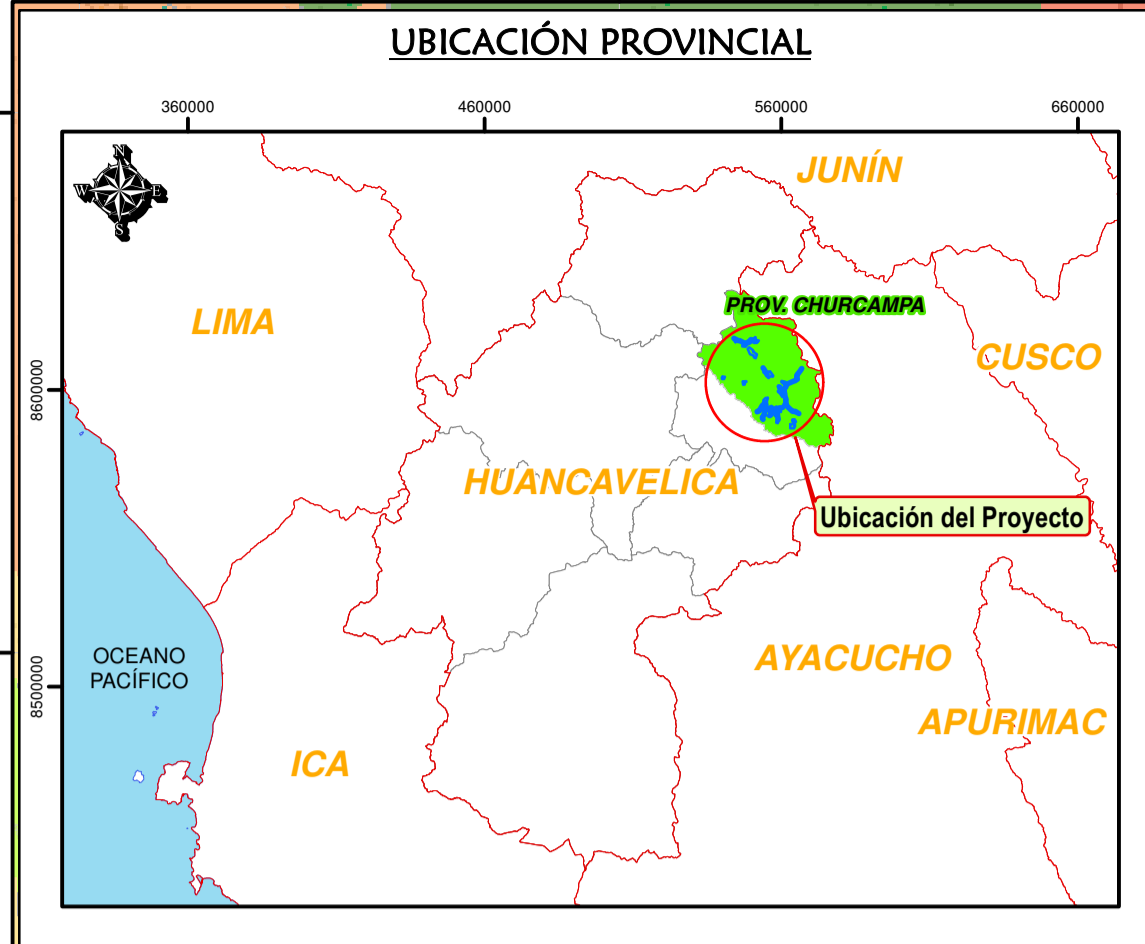 UBICACIÓN PROVINCIAL
360000
460000
560000
660000
N
W
E
S
JUNÍN
LIMA
PROV. CHURCAMPA
CUSCO
8600000
HUANCAVELICA
Ubicación del Proyecto
OCEANO
PACÍFICO
AYACUCHO
8500000
APURIMAC
ICA